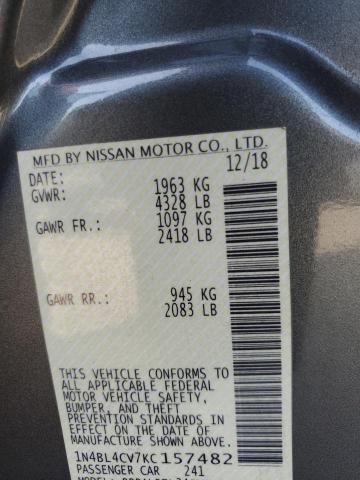 MFD BY NISSAN MOTOR CO., LTD.
DATE: 12/18
GVWR: 1963 KG
4328 LB
GAWR FR.: 1097 KG
2418 LB
GAWR RR.: 945 KG
2083 LB
THIS VEHICLE CONFORMS TO
ALL APPLICABLE FEDERAL
MOTOR VEHICLE SAFETY,
BUMPER, AND THEFT
PREVENTION STANDARDS
IN EFFECT ON THE DATE OF
MANUFACTURE SHOWN ABOVE.
1N4BL4CV7KC157482
PASSENGER CAR 241